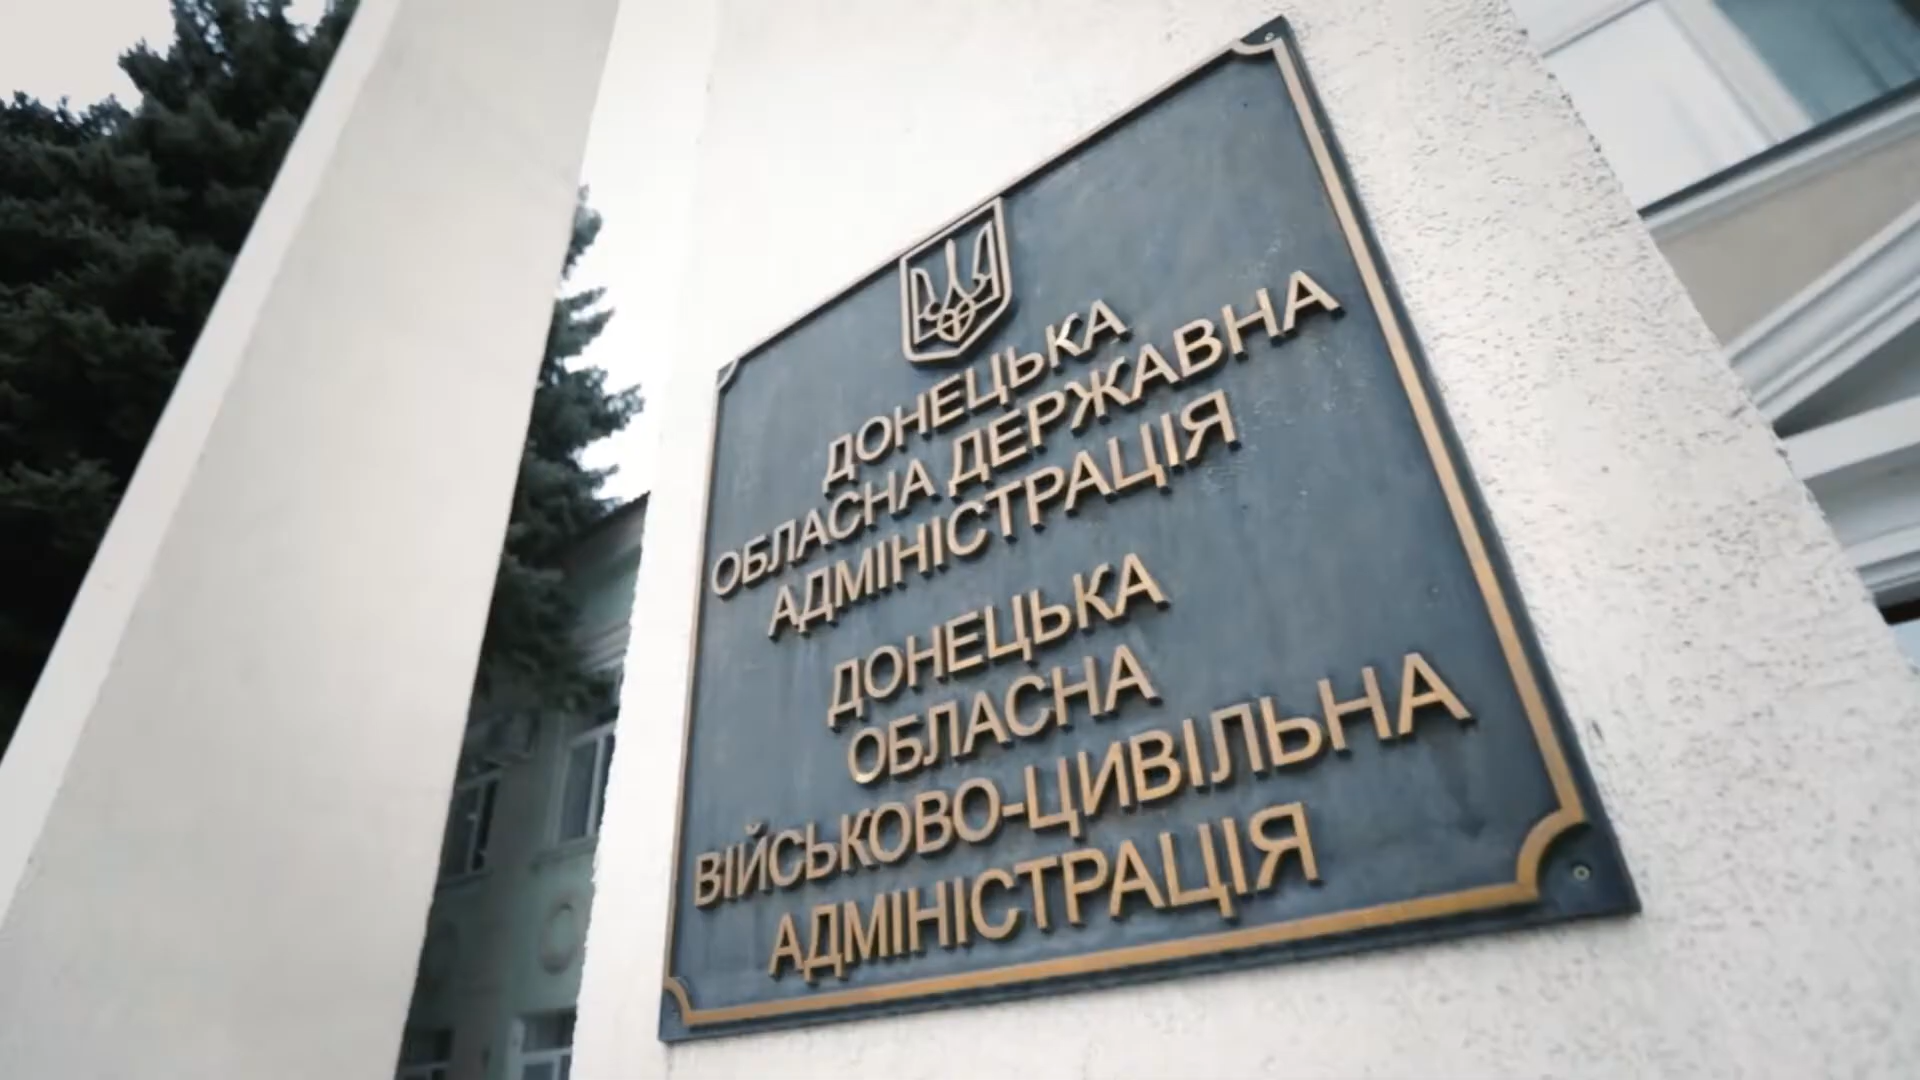 ДОНЕЦЬКА
ОБЛАСНА ДЕРЖАВНА
АДМІНІСТРАЦІЯ
ДОНЕЦЬКА
ОБЛАСНА
ВІЙСЬКОВО-ЦИВІЛЬНА
АДМІНІСТРАЦІЯ